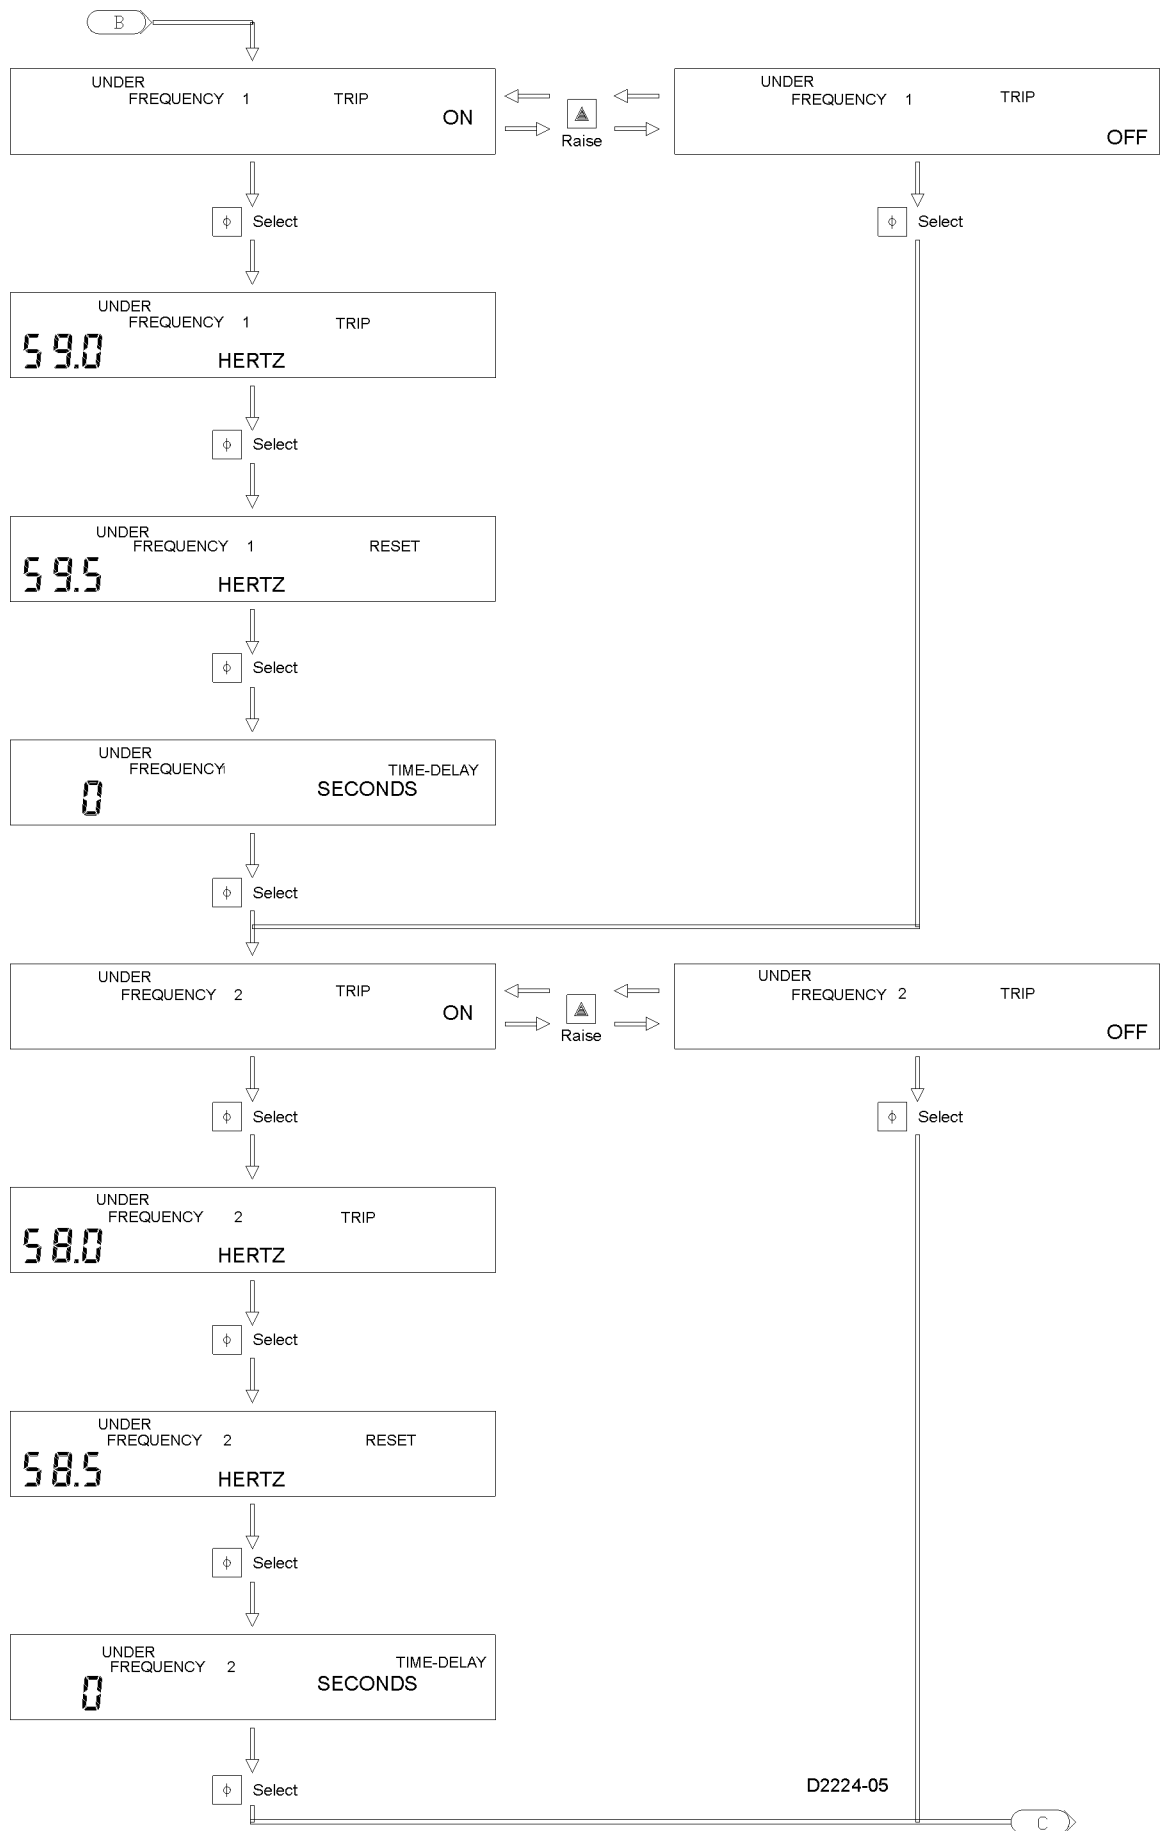 B
UNDER
FREQUENCY 1 TRIP
ON
Raise
UNDER
FREQUENCY 1 TRIP
OFF
Select
Select
UNDER
FREQUENCY 1 TRIP
59.0 HERTZ
Select
UNDER
FREQUENCY 1 RESET
59.5 HERTZ
Select
UNDER
FREQUENCY1 TIME-DELAY
0 SECONDS
Select
UNDER
FREQUENCY 2 TRIP
ON
Raise
UNDER
FREQUENCY 2 TRIP
OFF
Select
Select
UNDER
FREQUENCY 2 TRIP
58.0 HERTZ
Select
UNDER
FREQUENCY 2 RESET
58.5 HERTZ
Select
UNDER
FREQUENCY 2 TIME-DELAY
0 SECONDS
Select
D2224-05
C